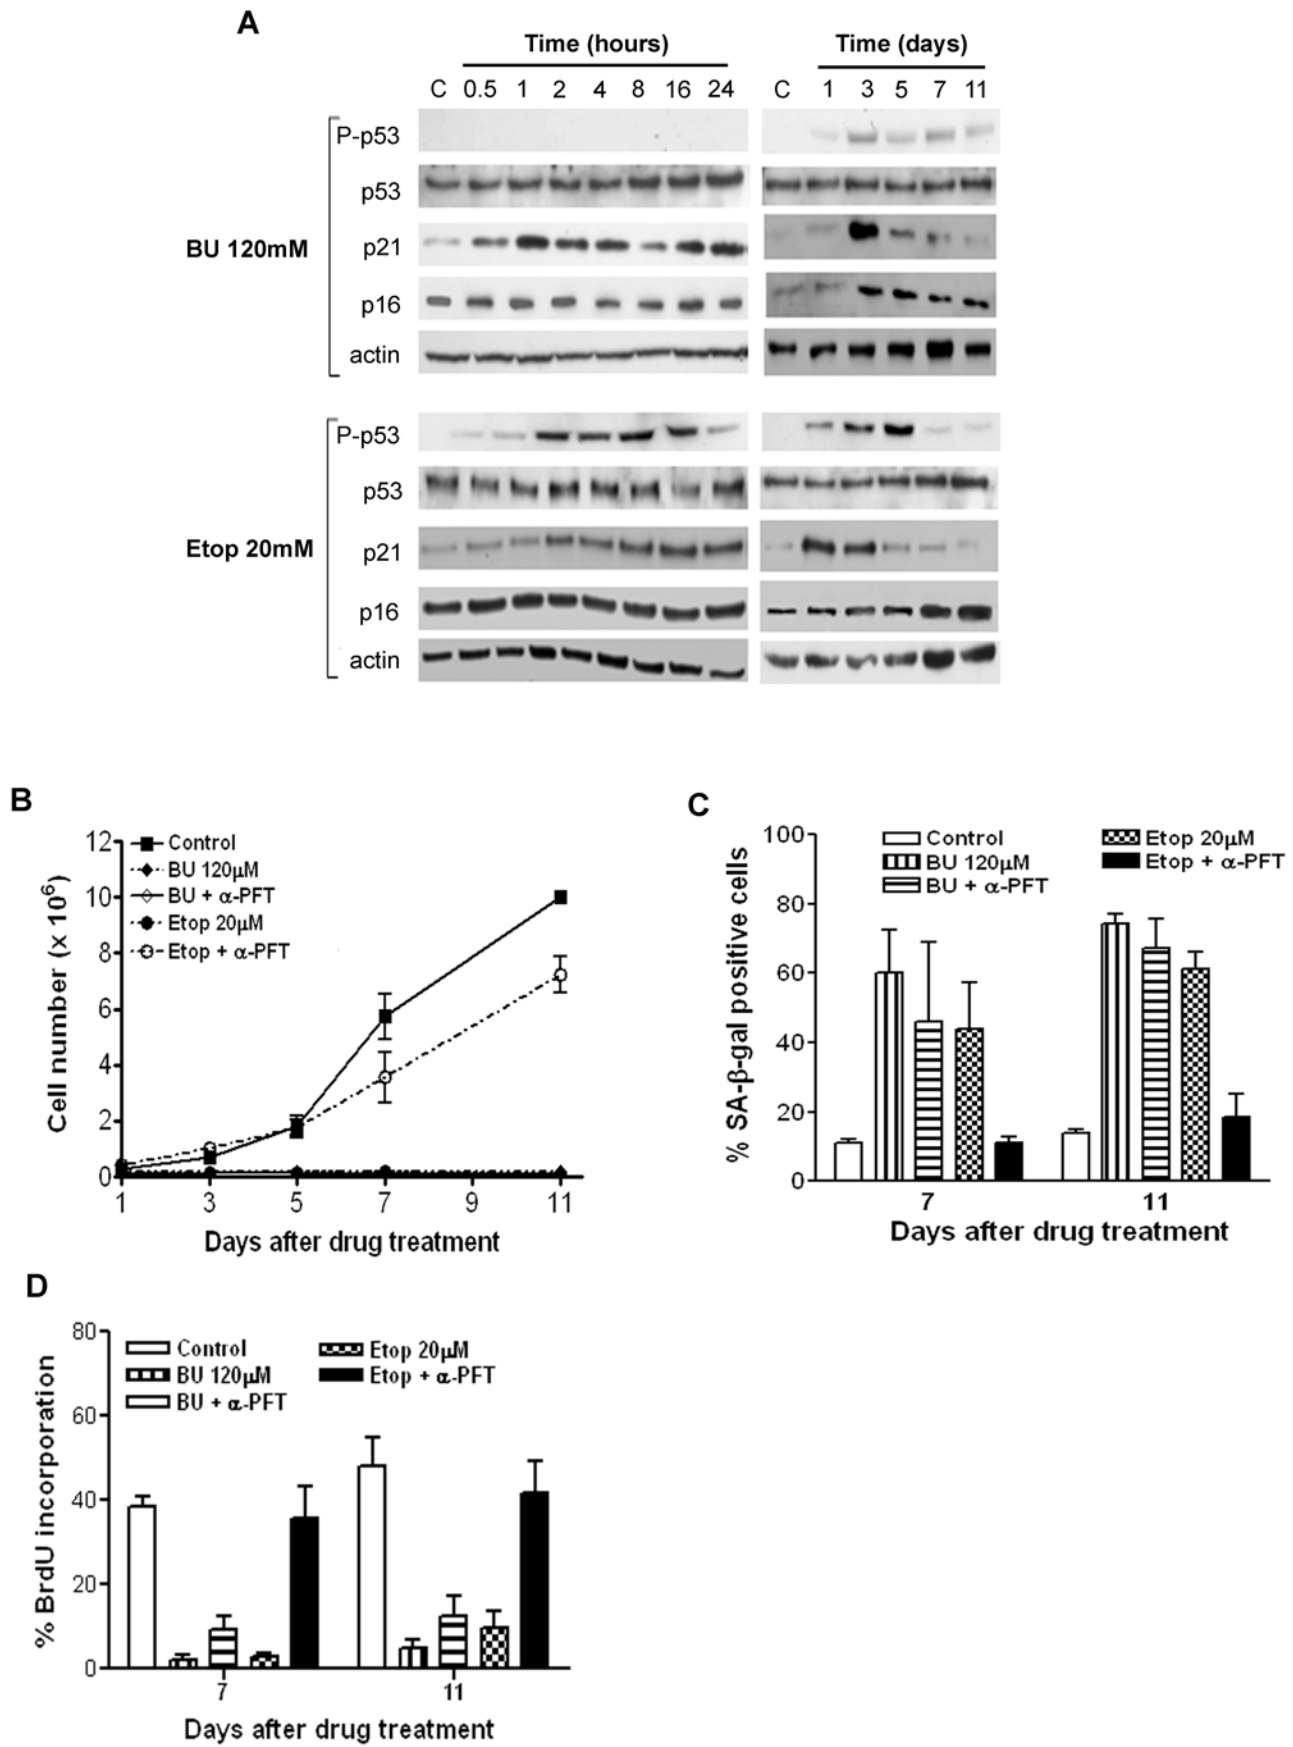 A
Time (hours) Time (days)
C 0.5 1 2 4 8 16 24 C 1 3 5 7 11
P-p53
p53
BU 120mM
p21
p16
actin
P-p53
p53
Etop 20mM
p21
p16
actin
B
Cell number (x 10⁶)
12
10
8
6
4
2
0
Control
BU 120μM
BU + α-PFT
Etop 20μM
Etop + α-PFT
1 3 5 7 9 11
Days after drug treatment
C
% SA-β-gal positive cells
100
80
60
40
20
0
Control
BU 120μM
BU + α-PFT
Etop 20μM
Etop + α-PFT
7 11
Days after drug treatment
D
% BrdU incorporation
80
60
40
20
0
Control
BU 120μM
BU + α-PFT
Etop 20μM
Etop + α-PFT
7 11
Days after drug treatment